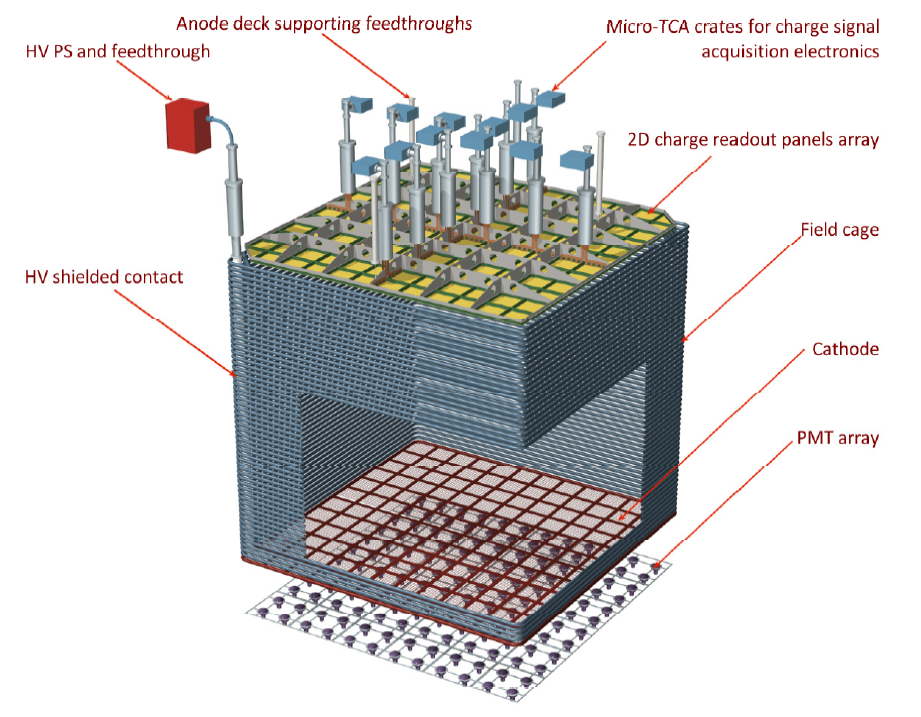 Anode deck supporting feedthroughs
HV PS and feedthrough
Micro-TCA crates for charge signal
acquisition electronics
2D charge readout panels array
Field cage
HV shielded contact
Cathode
PMT array